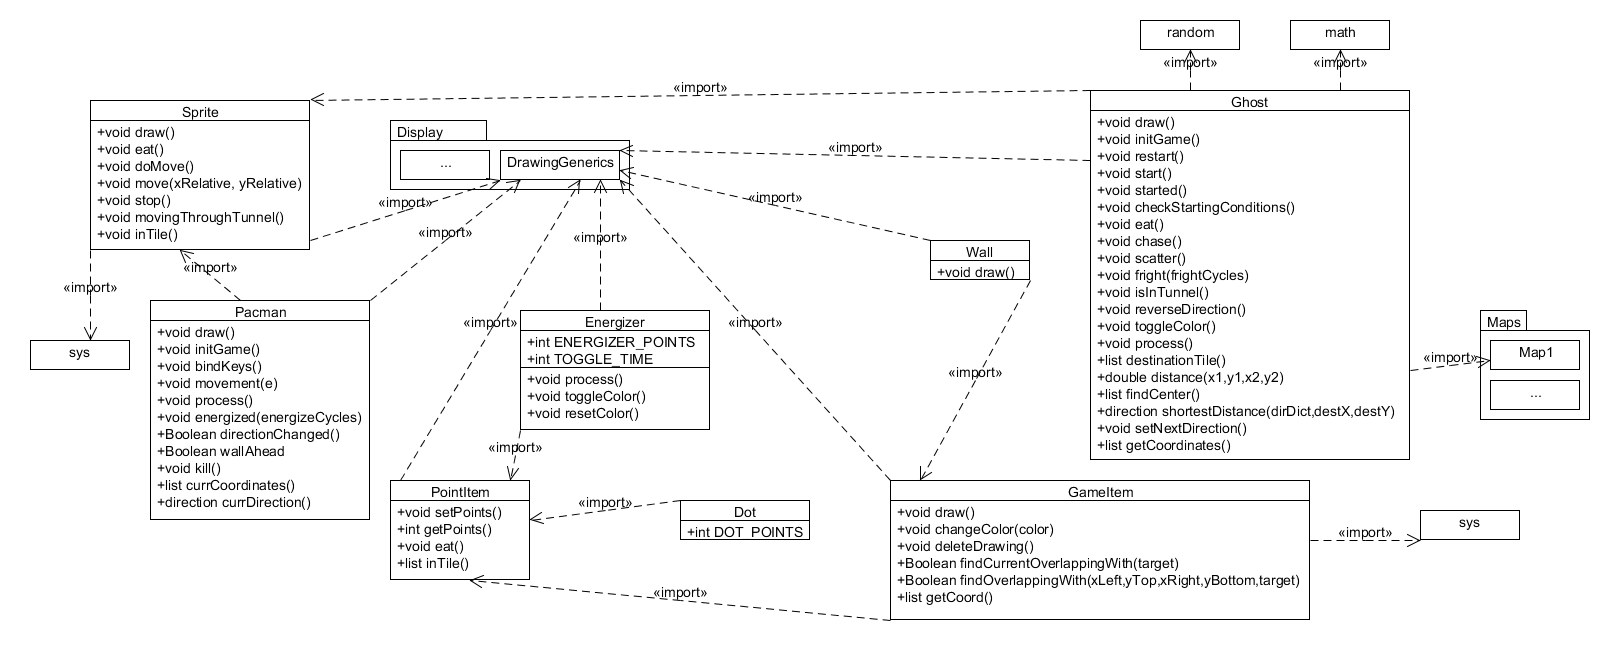 random
math
«import»
«import»
«import»
Ghost
+void draw()
+void initGame()
+void restart()
+void start()
+void started()
+void checkStartingConditions()
+void eat()
+void chase()
+void scatter()
+void fright(frightCycles)
+void isInTunnel()
+void reverseDirection()
+void toggleColor()
+void process()
+list destinationTile()
+double distance(x1,y1,x2,y2)
+list findCenter()
+direction shortestDistance(dirDict,destX,destY)
+void setNextDirection()
+list getCoordinates()
Sprite
+void draw()
+void eat()
+void doMove()
+void move(xRelative, yRelative)
+void stop()
+void movingThroughTunnel()
+void inTile()
Display
...
DrawingGenerics
«import»
«import»
«import»
«import»
«import»
Wall
+void draw()
«import»
«import»
sys
Pacman
+void draw()
+void initGame()
+void bindKeys()
+void movement(e)
+void process()
+void energized(energizeCycles)
+Boolean directionChanged()
+Boolean wallAhead
+void kill()
+list currCoordinates()
+direction currDirection()
«import»
Energizer
+int ENERGIZER_POINTS
+int TOGGLE_TIME
+void process()
+void toggleColor()
+void resetColor()
«import»
«import»
«import»
Maps
Map1
...
«import»
«import»
PointItem
+void setPoints()
+int getPoints()
+void eat()
+list inTile()
«import»
Dot
+int DOT_POINTS
GameItem
+void draw()
+void changeColor(color)
+void deleteDrawing()
+Boolean findCurrentOverlappingWith(target)
+Boolean findOverlappingWith(xLeft,yTop,xRight,yBottom,target)
+list getCoord()
«import»
sys
«import»